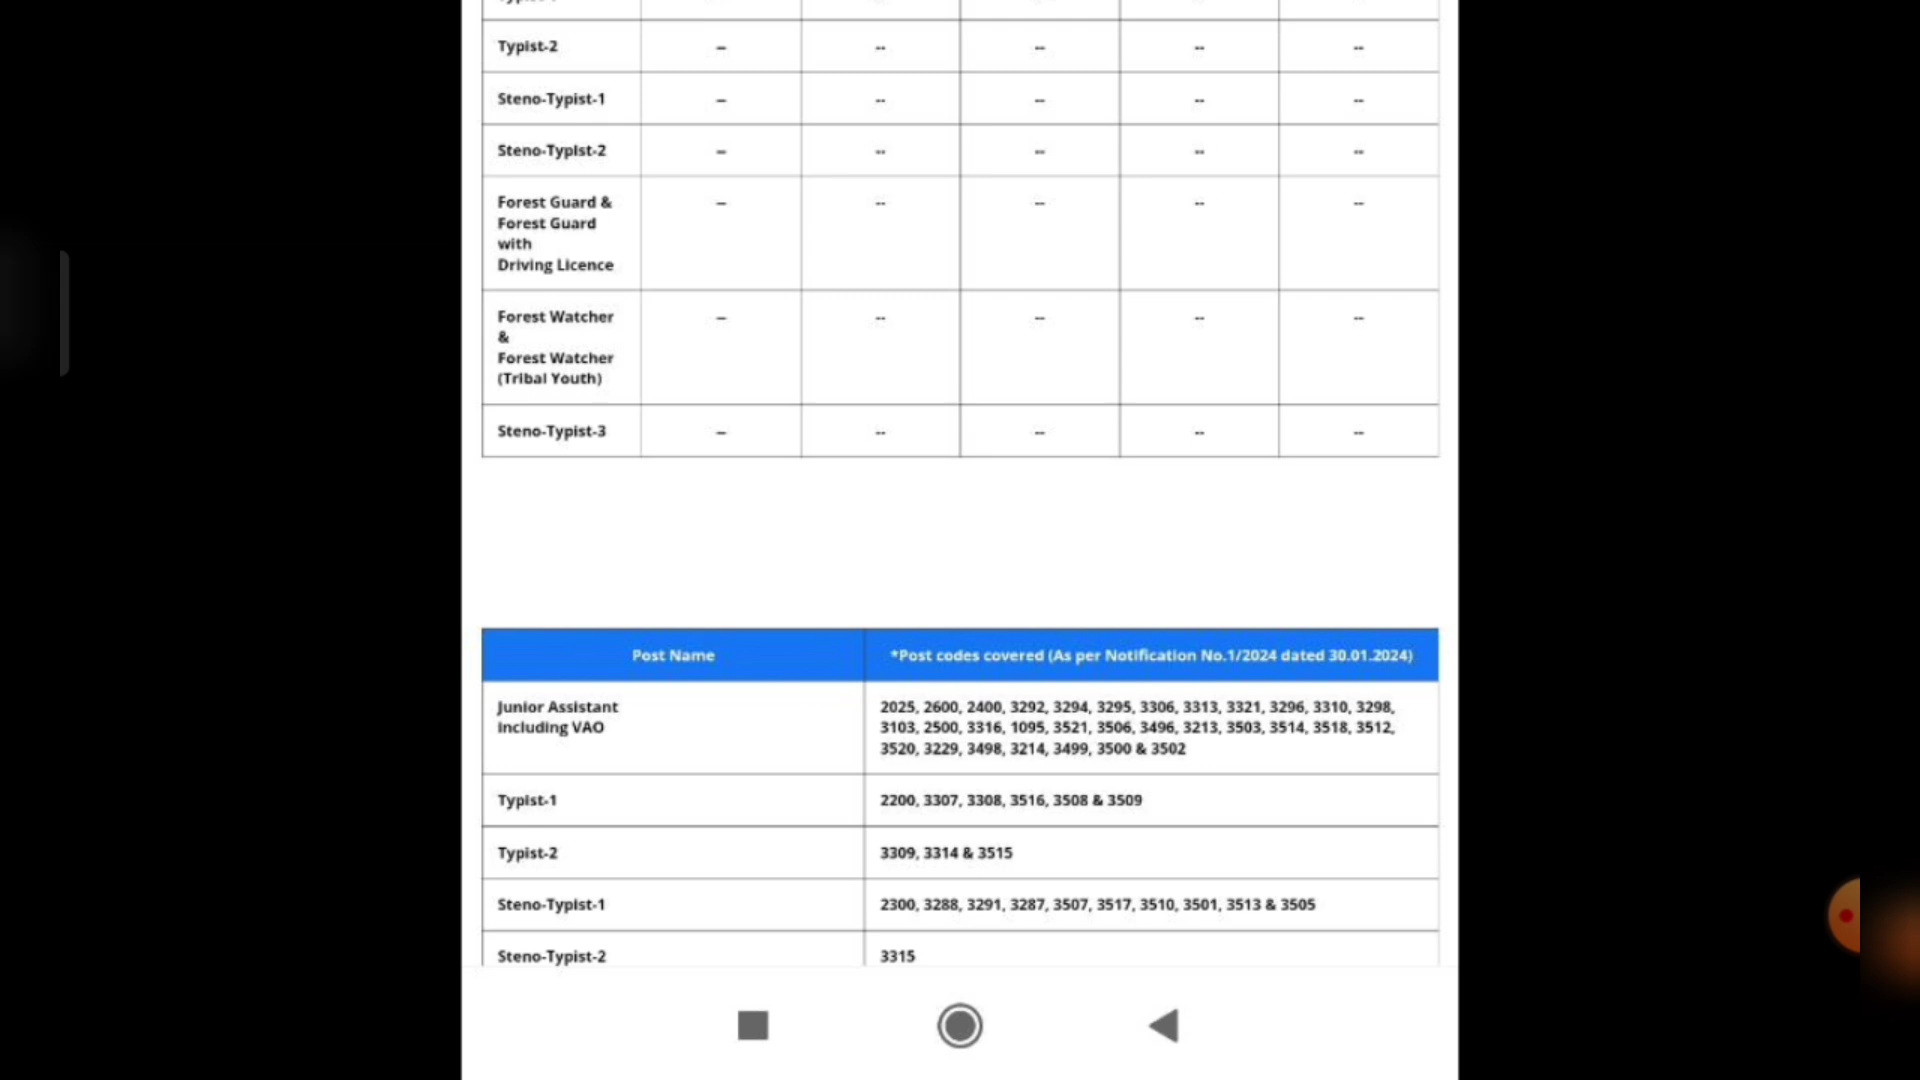 Typist-2 -- -- -- -- --
Steno-Typist-1 -- -- -- -- --
Steno-Typist-2 -- -- -- -- --
Forest Guard & -- -- -- -- --
Forest Guard
with
Driving Licence
Forest Watcher -- -- -- -- --
&
Forest Watcher
(Tribal Youth)
Steno-Typist-3 -- -- -- -- --
Post Name *Post codes covered (As per Notification No.1/2024 dated 30.01.2024)
Junior Assistant 2025, 2600, 2400, 3292, 3294, 3295, 3306, 3313, 3321, 3296, 3310, 3298,
including VAO 3103, 2500, 3316, 1095, 3521, 3506, 3496, 3213, 3503, 3514, 3518, 3512,
3520, 3229, 3498, 3214, 3499, 3500 & 3502
Typist-1 2200, 3307, 3308, 3516, 3508 & 3509
Typist-2 3309, 3314 & 3515
Steno-Typist-1 2300, 3288, 3291, 3287, 3507, 3517, 3510, 3501, 3513 & 3505
Steno-Typist-2 3315